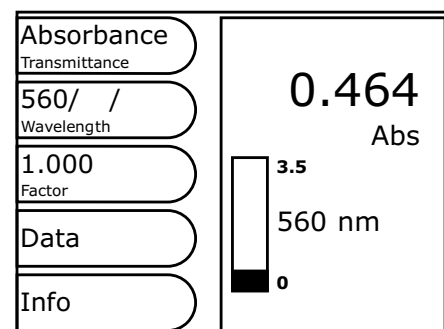 Absorbance
Transmittance
560/ /
Wavelength
1.000
Factor
Data
Info
0.464
Abs
3.5
560 nm
0